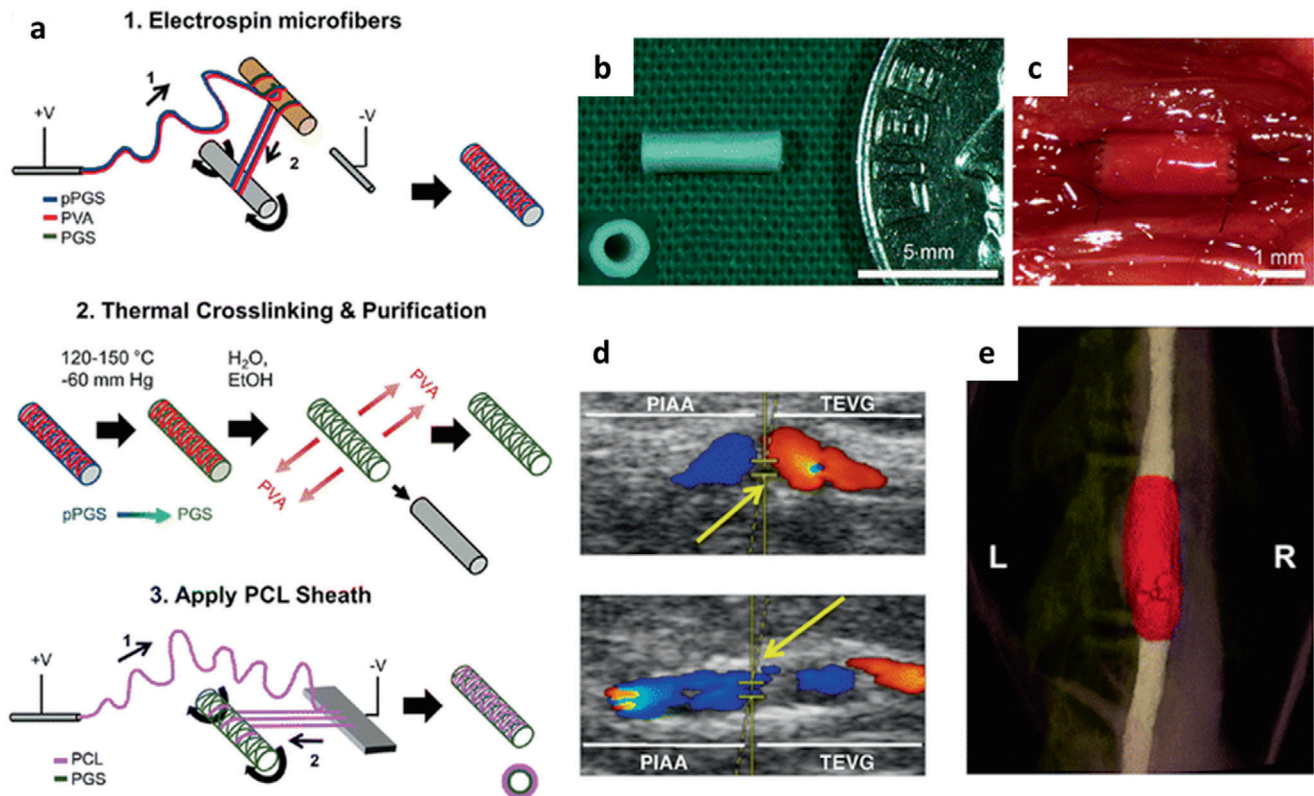 a
1. Electrospin microfibers
+V
1
-V
2
pPGS
PVA
PGS
2. Thermal Crosslinking & Purification
120-150 °C
-60 mm Hg
H₂O,
EtOH
PVA
PVA
pPGS
PGS
3. Apply PCL Sheath
+V
1
-V
2
PCL
PGS
b
5 mm
c
1 mm
d
PIAA
TEVG
PIAA
TEVG
e
L
R